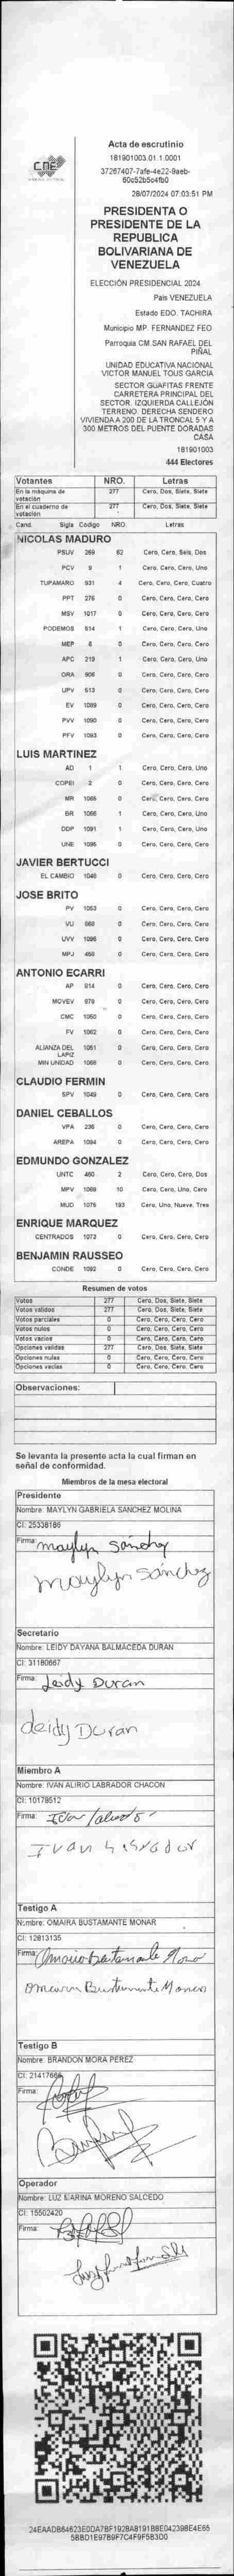 CNE
Acta de escrutinio
181901003.01.1.0001
37267407-7afe-4e22-9aeb-
60c52b5c4fb0
28/07/2024 07:03:51 PM
PRESIDENTA O
PRESIDENTE DE LA
REPUBLICA
BOLIVARIANA DE
VENEZUELA
ELECCIÓN PRESIDENCIAL 2024
País VENEZUELA
Estado EDO. TACHIRA
Municipio MP. FERNANDEZ FEO
Parroquia CM.SAN RAFAEL DEL
PIÑAL
UNIDAD EDUCATIVA NACIONAL
VICTOR MANUEL TOUS GARCIA
SECTOR GUAFITAS FRENTE
CARRETERA PRINCIPAL DEL
SECTOR. IZQUIERDA CALLEJÓN
TERRENO. DERECHA SENDERO
VIVIENDA A 200 DE LA TRONCAL 5 Y A
300 METROS DEL PUENTE DORADAS
CASA
181901003
444 Electores
Votantes NRO. Letras
En la máquina de votación 277 Cero, Dos, Siete, Siete
En el cuaderno de votación 277 Cero, Dos, Siete, Siete
Cand. Sigla Código NRO. Letras
NICOLAS MADURO
PSUV 269 62 Cero, Cero, Seis, Dos
PCV 9 1 Cero, Cero, Cero, Uno
TUPAMARO 931 4 Cero, Cero, Cero, Cuatro
PPT 276 0 Cero, Cero, Cero, Cero
MSV 1017 0 Cero, Cero, Cero, Cero
PODEMOS 514 1 Cero, Cero, Cero, Uno
MEP 6 0 Cero, Cero, Cero, Cero
APC 219 1 Cero, Cero, Cero, Uno
ORA 906 0 Cero, Cero, Cero, Cero
UPV 613 0 Cero, Cero, Cero, Cero
EV 1089 0 Cero, Cero, Cero, Cero
PVV 1090 0 Cero, Cero, Cero, Cero
PFV 1093 0 Cero, Cero, Cero, Cero
LUIS MARTINEZ
AD 1 1 Cero, Cero, Cero, Uno
COPEI 2 0 Cero, Cero, Cero, Cero
MR 1065 0 Cero, Cero, Cero, Cero
BR 1056 1 Cero, Cero, Cero, Uno
DDP 1091 1 Cero, Cero, Cero, Uno
UNE 1095 0 Cero, Cero, Cero, Cero
JAVIER BERTUCCI
EL CAMBIO 1048 0 Cero, Cero, Cero, Cero
JOSE BRITO
PV 1053 0 Cero, Cero, Cero, Cero
VU 668 0 Cero, Cero, Cero, Cero
UVV 1096 0 Cero, Cero, Cero, Cero
MPJ 458 0 Cero, Cero, Cero, Cero
ANTONIO ECARRI
AP 814 0 Cero, Cero, Cero, Cero
MOVEV 979 0 Cero, Cero, Cero, Cero
CMC 1050 0 Cero, Cero, Cero, Cero
FV 1062 0 Cero, Cero, Cero, Cero
ALIANZA DEL LAPIZ 1051 0 Cero, Cero, Cero, Cero
MIN UNIDAD 1068 0 Cero, Cero, Cero, Cero
CLAUDIO FERMIN
SPV 1049 0 Cero, Cero, Cero, Cero
DANIEL CEBALLOS
VPA 236 0 Cero, Cero, Cero, Cero
AREPA 1094 0 Cero, Cero, Cero, Cero
EDMUNDO GONZALEZ
UNTC 460 2 Cero, Cero, Cero, Dos
MPV 1069 10 Cero, Cero, Uno, Cero
MUD 1075 193 Cero, Uno, Nueve, Tres
ENRIQUE MARQUEZ
CENTRADOS 1072 0 Cero, Cero, Cero, Cero
BENJAMIN RAUSSEO
CONDE 1092 0 Cero, Cero, Cero, Cero
Resumen de votos
Votos 277 Cero, Dos, Siete, Siete
Votos validos 277 Cero, Dos, Siete, Siete
Votos parciales 0 Cero, Cero, Cero, Cero
Votos nulos 0 Cero, Cero, Cero, Cero
Votos vacíos 0 Cero, Cero, Cero, Cero
Opciones validas 277 Cero, Dos, Siete, Siete
Opciones nulas 0 Cero, Cero, Cero, Cero
Opciones vacías 0 Cero, Cero, Cero, Cero
Observaciones:
Se levanta la presente acta la cual firman en
señal de conformidad.
Miembros de la mesa electoral
Presidente
Nombre: MAYLYN GABRIELA SANCHEZ MOLINA
CI: 25338186
Firma: maylyn sánchez
maylyn sánchez
Secretario
Nombre: LEIDY DAYANA BALMACEDA DURAN
CI: 31180667
Firma: Leidy Duran
Leidy Duran
Miembro A
Nombre: IVAN ALIRIO LABRADOR CHACON
CI: 10178512
Firma: Ivan Labrador
Ivan Labrador
Testigo A
Nombre: OMAIRA BUSTAMANTE MONAR
CI: 12813135
Firma: Omaira Bustamante Monar
Omaira Bustamante Monar
Testigo B
Nombre: BRANDON MORA PEREZ
CI: 21417666
Firma:
Operador
Nombre: LUZ MARINA MORENO SALCEDO
CI: 15502420
Firma:
24EAADB64623E0DA7BF192BA8191B8E042398E4E65
5BBD1E97B9F7C4F9F5B3D0